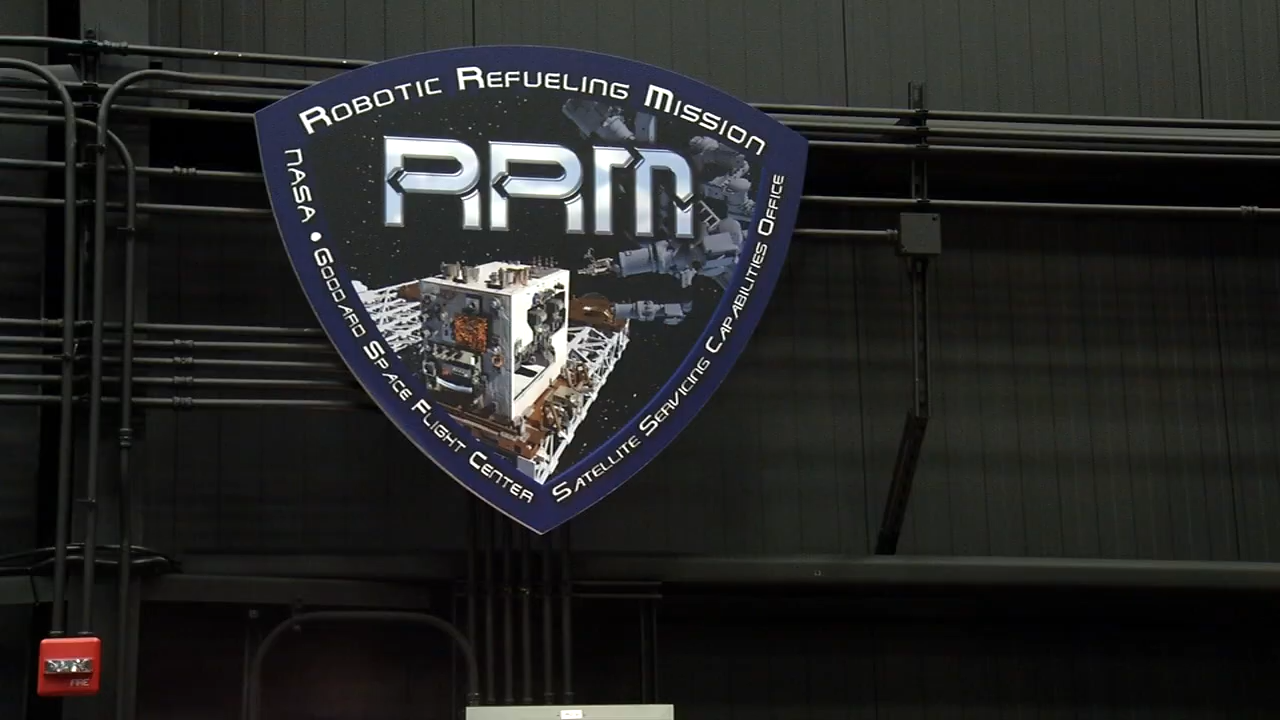 Robotic Refueling Mission
RRM
NASA • Goddard Space Flight Center
Satellite Servicing Capabilities Office
FIRE